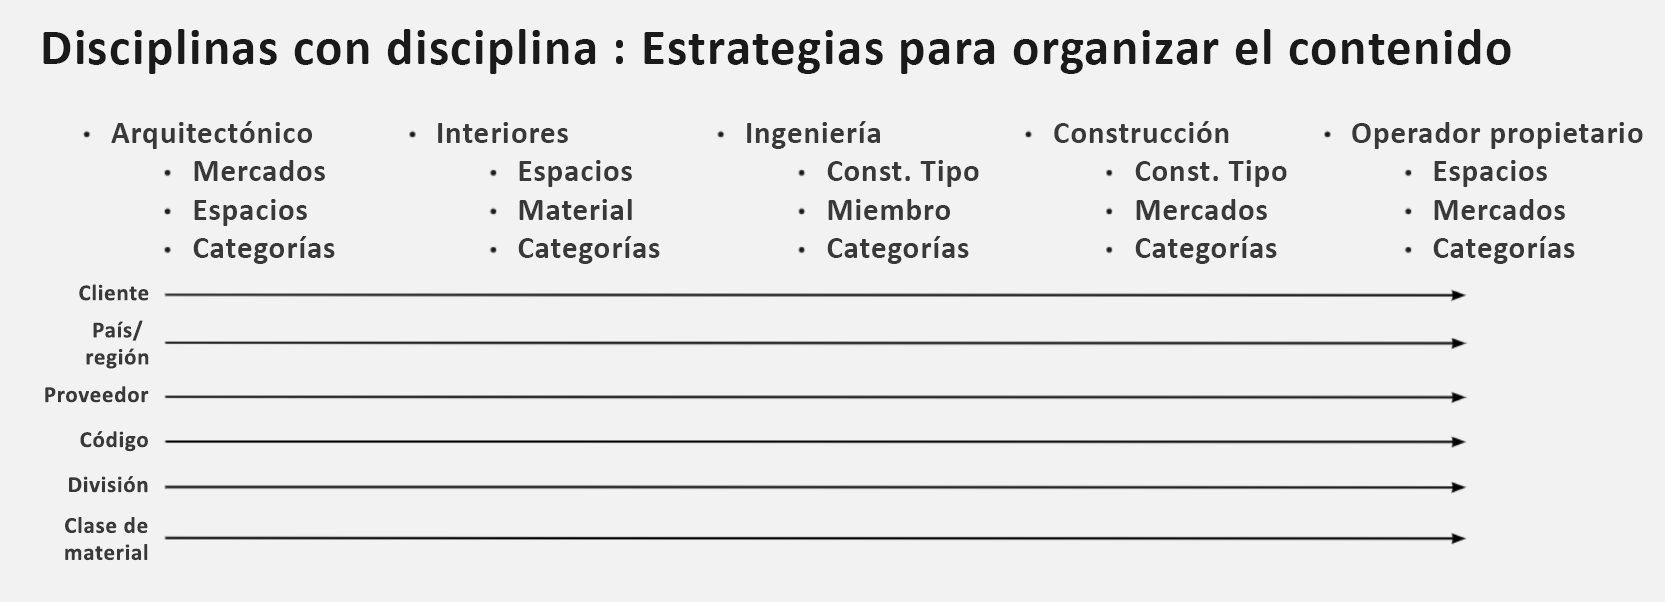 Disciplinas con disciplina : Estrategias para organizar el contenido
• Arquitectónico
• Mercados
• Espacios
• Categorías
• Interiores
• Espacios
• Material
• Categorías
• Ingeniería
• Const. Tipo
• Miembro
• Categorías
• Construcción
• Const. Tipo
• Mercados
• Categorías
• Operador propietario
• Espacios
• Mercados
• Categorías
Cliente
País/
región
Proveedor
Código
División
Clase de
material